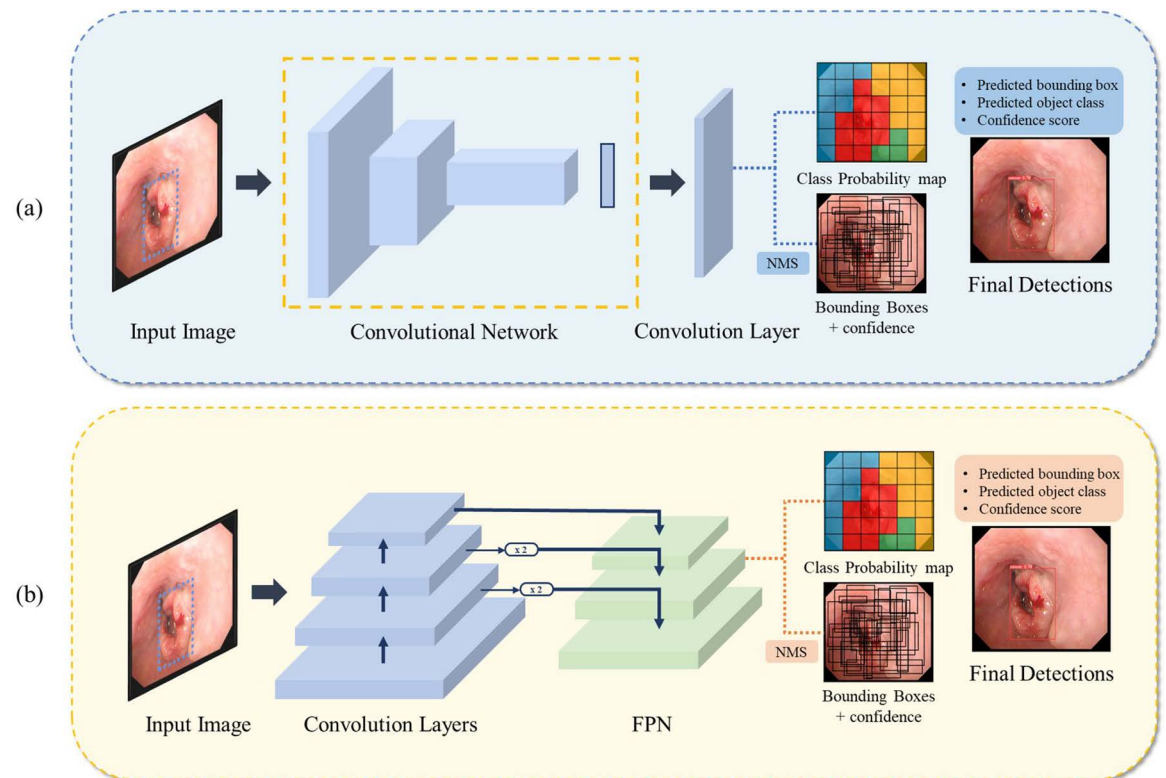 (a)
Input Image
Convolutional Network
Convolution Layer
Class Probability map
NMS
Bounding Boxes
+ confidence
• Predicted bounding box
• Predicted object class
• Confidence score
Final Detections
(b)
Input Image
Convolution Layers
x 2
x 2
FPN
Class Probability map
NMS
Bounding Boxes
+ confidence
• Predicted bounding box
• Predicted object class
• Confidence score
Final Detections